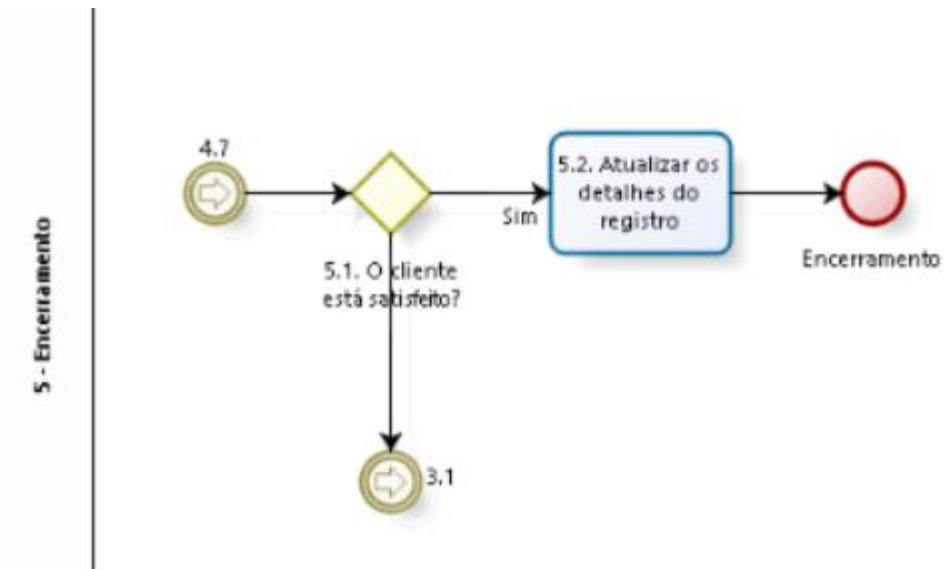 5 - Encerramento
4.7
5.1. O cliente
está satisfeito?
Sim
5.2. Atualizar os
detalhes do
registro
Encerramento
3.1